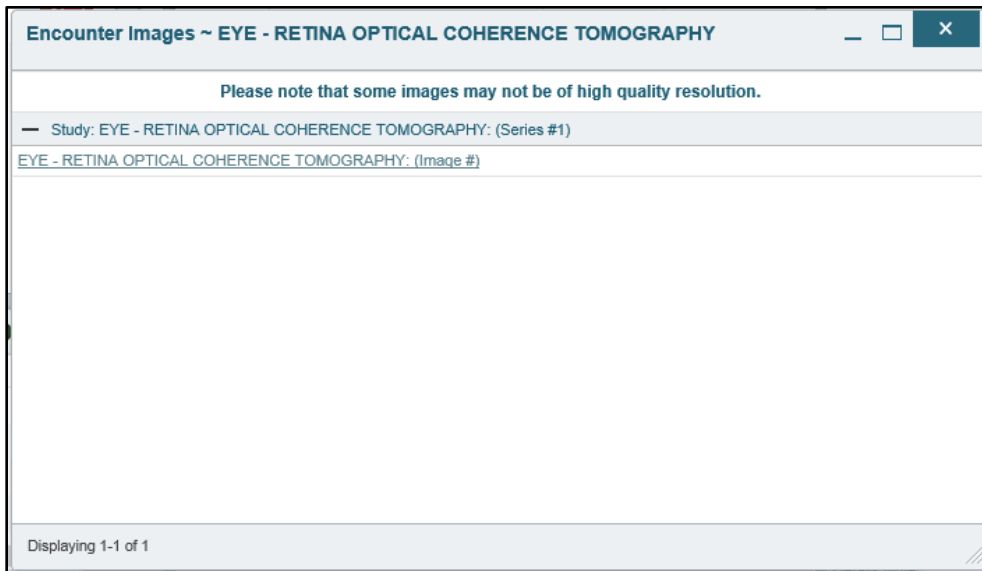 Encounter Images ~ EYE - RETINA OPTICAL COHERENCE TOMOGRAPHY
Please note that some images may not be of high quality resolution.
Study: EYE - RETINA OPTICAL COHERENCE TOMOGRAPHY: (Series #1)
EYE - RETINA OPTICAL COHERENCE TOMOGRAPHY: (Image #)
Displaying 1-1 of 1